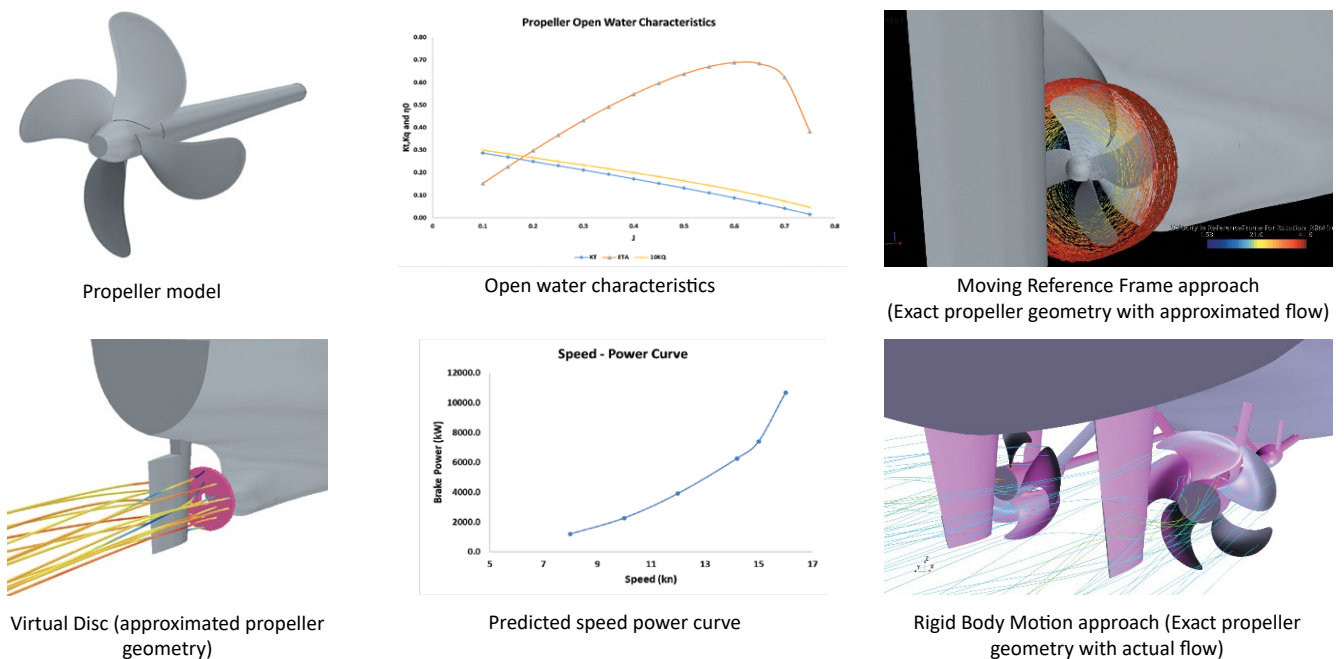 Propeller Open Water Characteristics
0.80
0.70
0.60
0.50
0.40
0.30
0.20
0.10
0.00
Kt,Kq and η0
0
0.1
0.2
0.3
0.4
0.5
0.6
0.7
0.8
J
KT
ETA
10KQ
21.0
Propeller model
Open water characteristics
Moving Reference Frame approach
(Exact propeller geometry with approximated flow)
Speed - Power Curve
12000.0
10000.0
8000.0
6000.0
4000.0
2000.0
0.0
Brake Power (kW)
5
7
9
11
13
15
17
Speed (kn)
Z
Y
X
Virtual Disc (approximated propeller
geometry)
Predicted speed power curve
Rigid Body Motion approach (Exact propeller
geometry with actual flow)